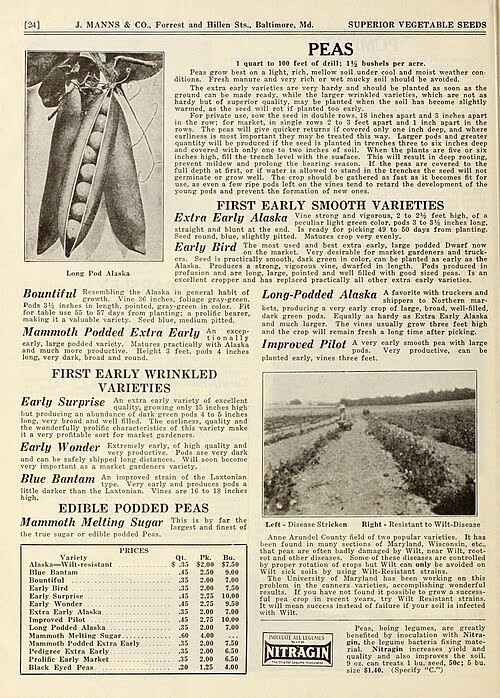 [24] J. MANNS & CO., Forrest and Hillen Sts., Baltimore, Md. SUPERIOR VEGETABLE SEEDS
PEAS
1 quart to 100 feet of drill; 1½ bushels per acre.
Peas grow best on a light, rich, mellow soil under cool and moist weather con-
ditions. Fresh manure and very rich or wet mucky soil should be avoided.
The extra early varieties are very hardy and should be planted as soon as the
ground can be made ready, while the larger wrinkled varieties, which are not as
hardy but of superior quality, may be planted when the soil has become slightly
warmed, as the seed will rot if planted too early.
For private use, sow the seed in double rows, 18 inches apart and 3 inches apart
in the row; for market, in single rows 2 to 3 feet apart and 1 inch apart in the
rows. The peas will give quicker returns if covered only one inch deep, and where
earliness is most important they may be treated this way. Larger pods and greater
quantity will be produced if the seed is planted in trenches three to six inches deep
and covered with only one to two inches of soil. When the plants are five or six
inches high, fill the trench level with the surface. This will result in deep rooting,
prevent mildew and prolong the bearing season. If the peas are covered to the
full depth at first, or if water is allowed to stand in the trenches the seed will not
germinate or grow well. The crop should be gathered as fast as it becomes fit for
use, as even a few ripe pods left on the vines tend to retard the development of the
young pods and prevent the formation of new ones.
Long Pod Alaska
FIRST EARLY SMOOTH VARIETIES
Extra Early Alaska Vine strong and vigorous, 2 to 2½ feet high, of a
peculiar light green color, pods 3 to 3½ inches long,
straight and blunt at the end. Is ready for picking 49 to 50 days from planting.
Seed round, blue, slightly pitted. Matures crop very evenly.
Early Bird The most used and best extra early, large podded Dwarf now
on the market. Very desirable for market gardens and truck-
ers. Seed is practically smooth, dark green in color, can be planted as early as the
Alaska. Produces a strong, vigorous vine, dwarfed in length. Pods produced in
profusion and are long, large, pointed and well filled with good sized peas. Is an
excellent cropper and has replaced practically all other extra early varieties.
Bountiful Resembling the Alaska in general habit of
growth. Vine 36 inches, foliage gray-green.
Pods 3½ inches in length, pointed, gray-green in color. Fit
for table use 55 to 57 days from planting; a prolific bearer,
making it a valuable variety. Seed blue, medium pitted.
Mammoth Podded Extra Early An excep-
tionally
early, large podded variety. Matures practically with Alaska
and much more productive. Height 3 feet, pods 4 inches
long, very dark, broad and round.
Long-Podded Alaska A favorite with truckers and
shippers to Northern mar-
kets, producing a very early crop of large, broad, well-filled,
dark green pods. Equally as hardy as Extra Early Alaska
and much larger. The vines usually grow three feet high
and the crop will remain fresh a long time after picking.
Improved Pilot A very early smooth pea with large
pods. Very productive, can be
planted early, vines three feet.
FIRST EARLY WRINKLED
VARIETIES
Early Surprise An extra early variety of excellent
quality, growing only 15 inches high
but producing an abundance of dark green pods 4 to 5 inches
long, very broad and well filled. The earliness, quality and
the wonderfully prolific characteristics of this variety make
it a very profitable sort for market gardens.
Early Wonder Extremely early, of high quality and
very productive. Pods are very dark
and can be safely shipped long distances. Will soon become
very important as a market gardeners variety.
Blue Bantam An improved strain of the Laxtonian
type. Very early and produces pods a
little darker than the Laxtonian. Vines are 16 to 18 inches
high.
EDIBLE PODDED PEAS
Mammoth Melting Sugar This is by far the
largest and finest of
the true sugar or edible podded Peas.
PRICES
Variety Qt. Pk. Bu.
Alaska—Wilt-resistant $ .35 $2.00 $7.50
Blue Bantam .45 2.50 9.00
Bountiful .35 2.00 7.00
Early Bird .35 2.00 7.50
Early Surprise .45 2.75 10.00
Early Wonder .45 2.75 9.50
Extra Early Alaska .35 2.00 7.00
Improved Pilot .45 2.75 10.00
Long Podded Alaska .35 2.00 7.00
Mammoth Melting Sugar .60 4.00 ...
Mammoth Podded Extra Early .35 2.00 7.50
Pedigree Extra Early .35 2.00 6.50
Prolific Early Market .35 2.00 6.50
Black Eyed Peas .20 1.25 4.00
Left - Disease Stricken Right - Resistant to Wilt-Disease
Anne Arundel County field of two popular varieties. It has
been found in many sections of Maryland, Wisconsin, etc.,
that peas are often badly damaged by Wilt, near Wilt, root-
rot and other diseases. Some of these diseases are controlled
by proper rotation of crops but Wilt can only be avoided on
Wilt sick soils by using Wilt-Resistant Strains.
The University of Maryland has been working on this
problem in the canneries varieties, accomplishing wonderful
results. If you have not found it possible to grow a success-
ful pea crop in recent years, try Wilt Resistant Strains.
It will mean success instead of failure if your soil is infected
with Wilt.
INOCULATE ALL LEGUMES
WITH
NITRAGIN
The Original Legume Inoculator
Peas, being legumes, are greatly
benefited by inoculation with Nitra-
gin, the legume bacteria fixing mate-
rial. Nitragin increases yield and
quality and also improves the soil.
9 oz. can treats 1 bu. seed, 50c; 5 bu.
size $1.40. (Specify "C.")